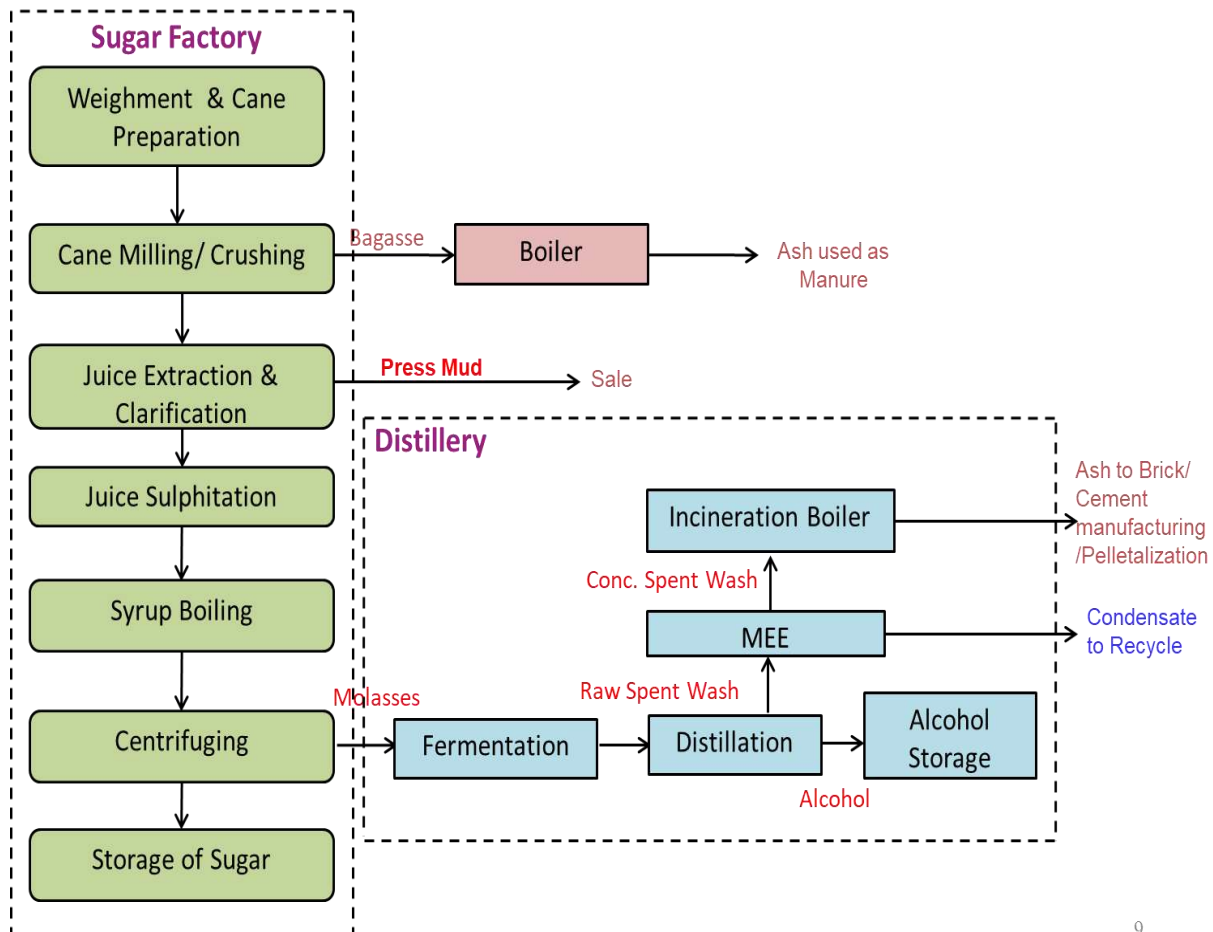 Sugar Factory
Weighment & Cane
Preparation
Cane Milling/ Crushing
Bagasse
Boiler
Ash used as
Manure
Juice Extraction &
Clarification
Press Mud
Sale
Distillery
Juice Sulphitation
Incineration Boiler
Ash to Brick/
Cement
manufacturing
/Pelletalization
Conc. Spent Wash
Syrup Boiling
MEE
Condensate
to Recycle
Molasses
Raw Spent Wash
Centrifuging
Fermentation
Distillation
Alcohol
Storage
Alcohol
Storage of Sugar
9